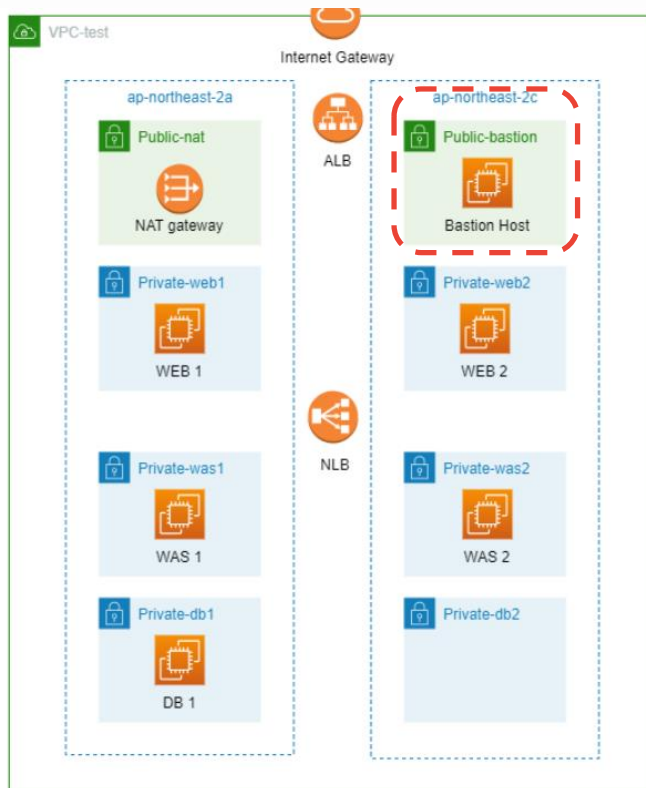 VPC-test
Internet Gateway
ap-northeast-2a
ap-northeast-2c
Public-nat
ALB
Public-bastion
NAT gateway
Bastion Host
Private-web1
Private-web2
WEB 1
WEB 2
NLB
Private-was1
Private-was2
WAS 1
WAS 2
Private-db1
Private-db2
DB 1